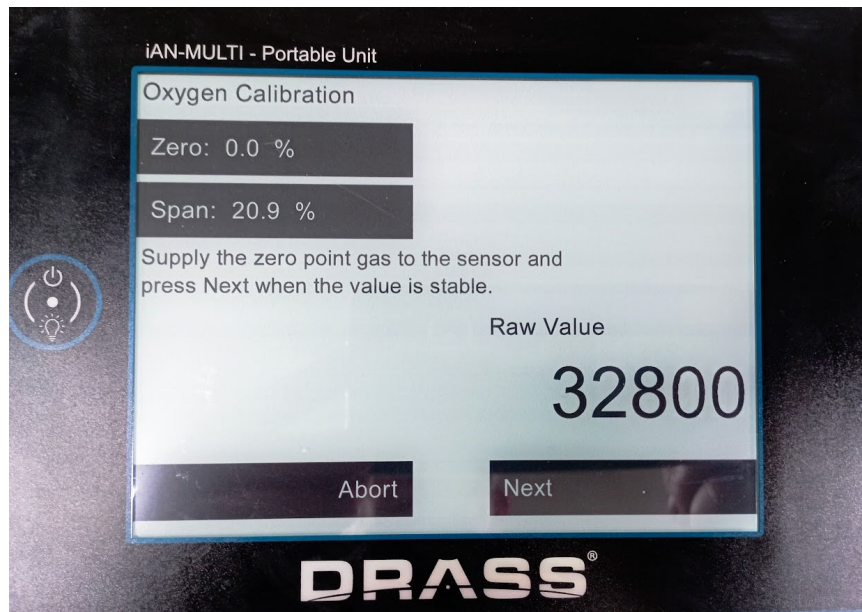 iAN-MULTI - Portable Unit
Oxygen Calibration
Zero: 0.0 %
Span: 20.9 %
Supply the zero point gas to the sensor and
press Next when the value is stable.
Raw Value
32800
Abort
Next
DRASS®